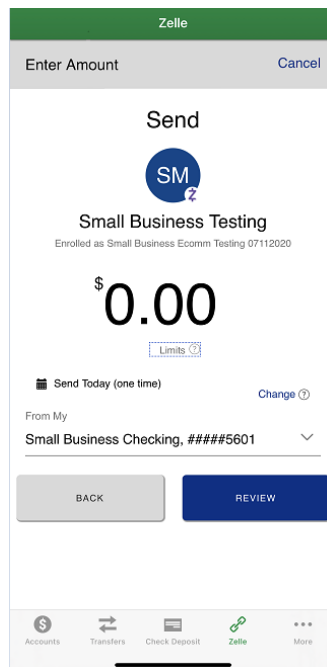 Zelle
Enter Amount
Cancel
Send
SM
Small Business Testing
Enrolled as Small Business Ecomm Testing 07112020
$0.00
Limits ?
Send Today (one time)
Change ?
From My
Small Business Checking, #####5601
BACK
REVIEW
Accounts
Transfers
Check Deposit
Zelle
More